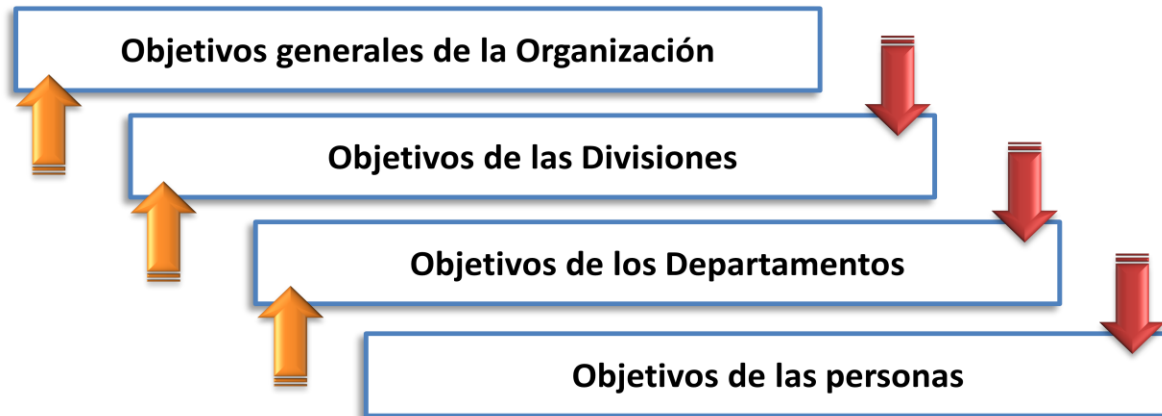 Objetivos generales de la Organización
Objetivos de las Divisiones
Objetivos de los Departamentos
Objetivos de las personas